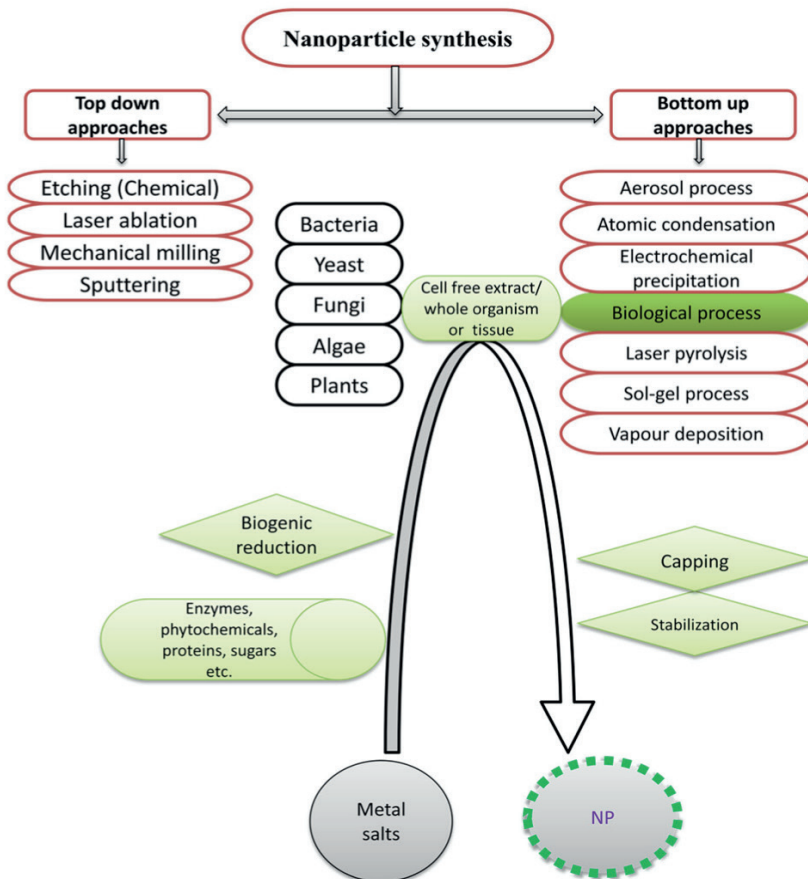 Nanoparticle synthesis
Top down
approaches
Bottom up
approaches
Etching (Chemical)
Laser ablation
Mechanical milling
Sputtering
Bacteria
Yeast
Fungi
Algae
Plants
Cell free extract/
whole organism
or tissue
Aerosol process
Atomic condensation
Electrochemical
precipitation
Biological process
Laser pyrolysis
Sol-gel process
Vapour deposition
Biogenic
reduction
Enzymes,
phytochemicals,
proteins, sugars
etc.
Capping
Stabilization
Metal
salts
NP